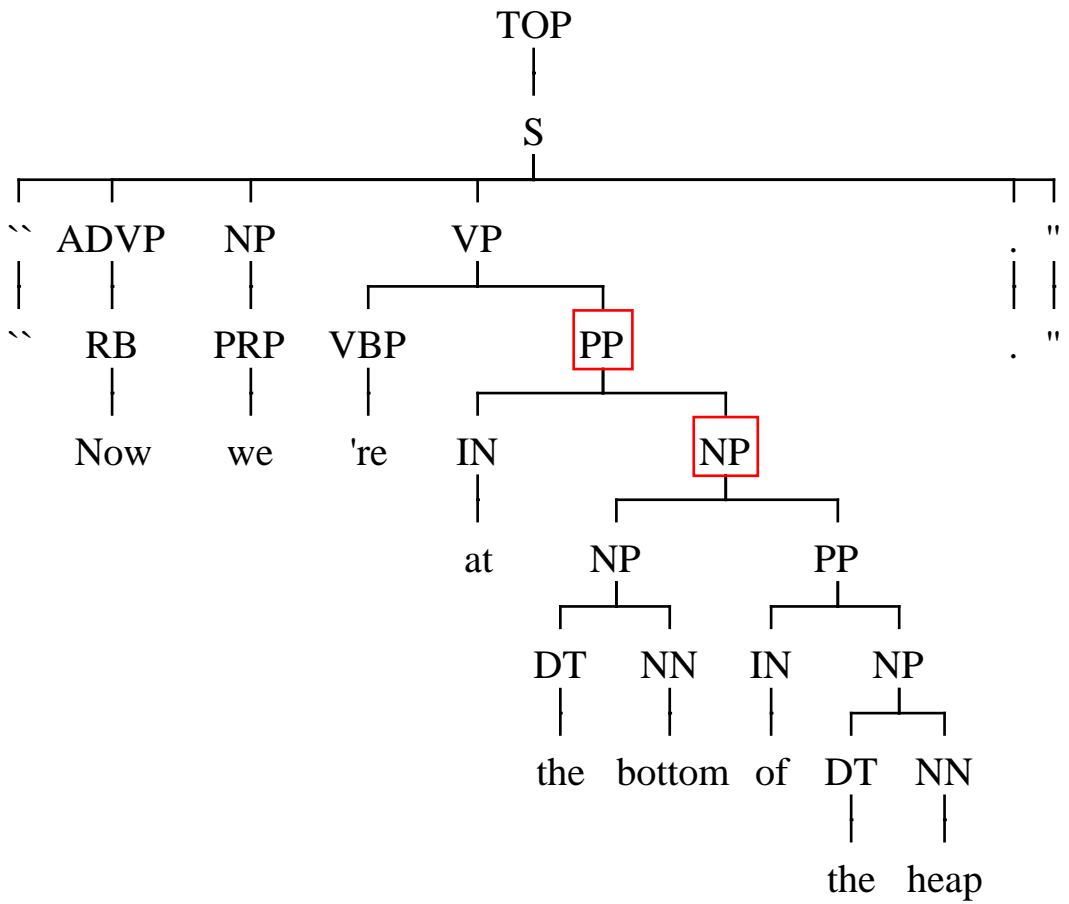 TOP
S
`` ADVP NP VP . "
`` RB PRP VBP PP . "
Now we 're IN NP
at NP PP
DT NN IN NP
the bottom of DT NN
the heap